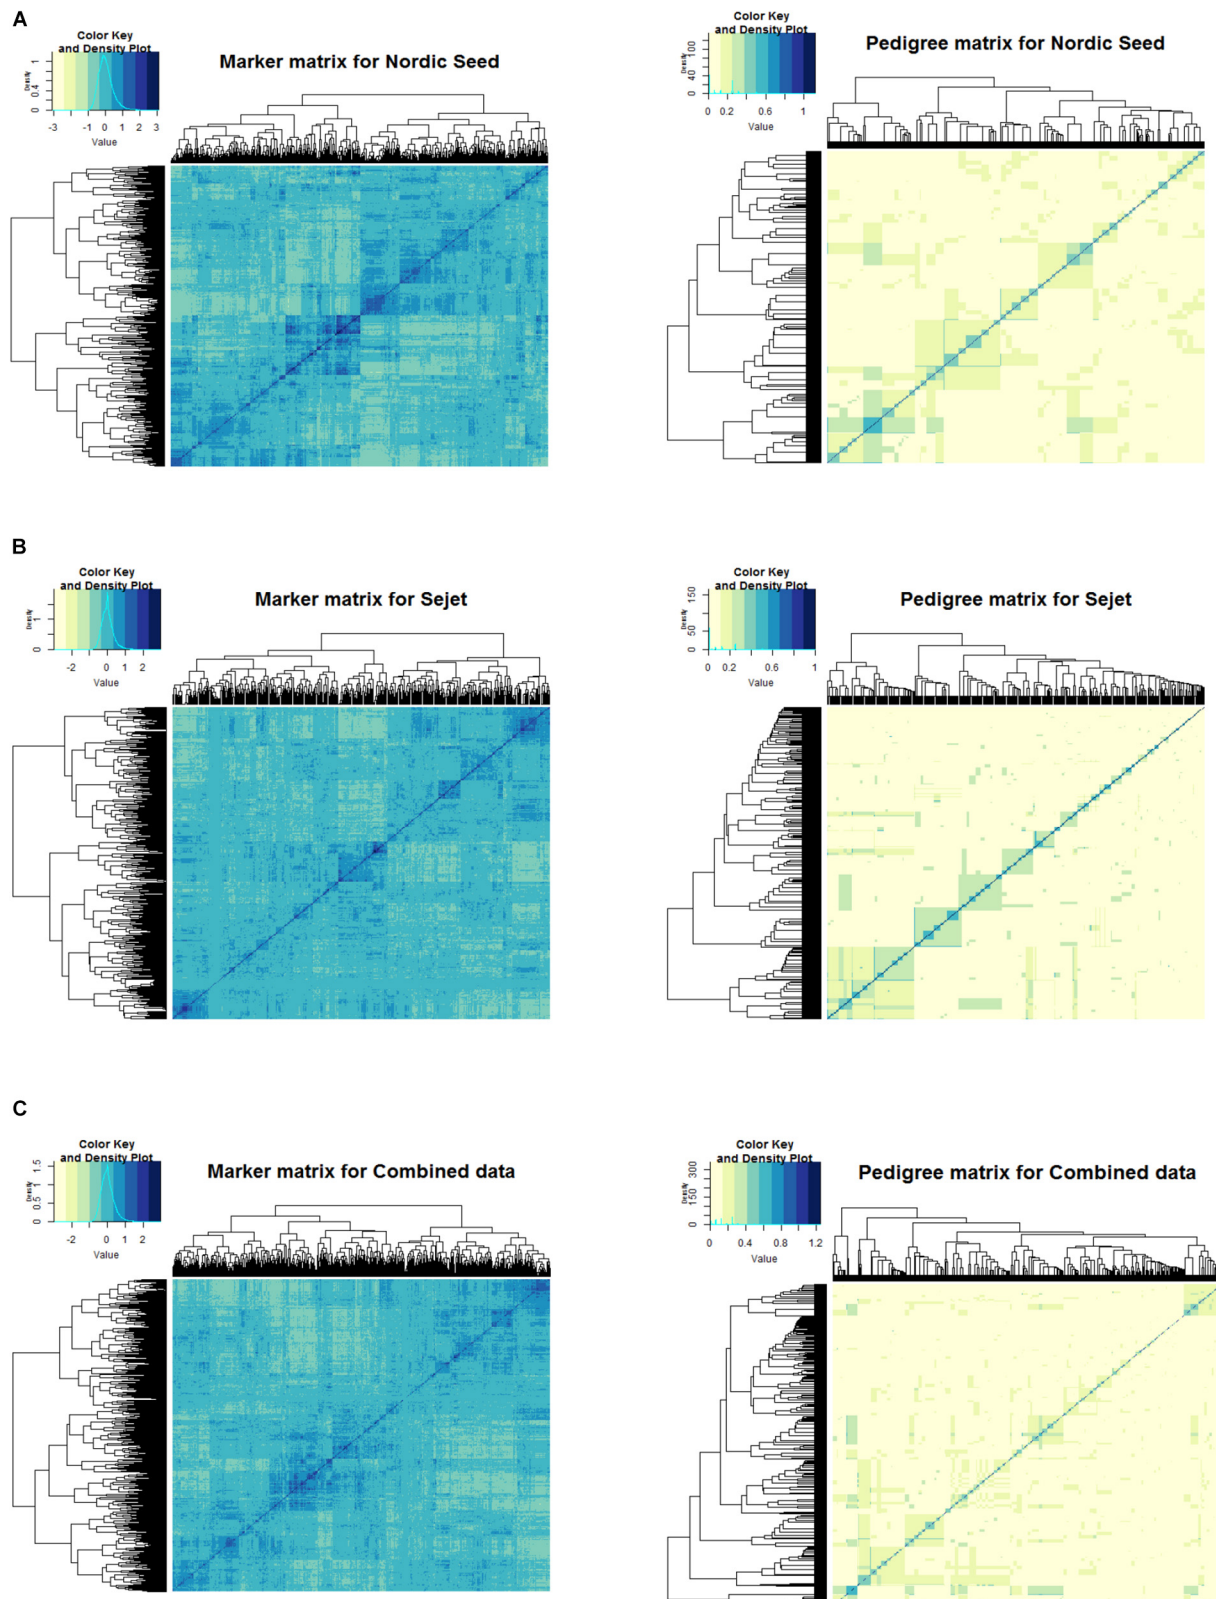 A
Color Key
and Density Plot
Density
0 0.4 1
-3 -1 0 1 2 3
Value
Marker matrix for Nordic Seed
Color Key
and Density Plot
Density
0 40 100
0 0.2 0.6 1
Value
Pedigree matrix for Nordic Seed
B
Color Key
and Density Plot
Density
0 1
-2 0 1 2
Value
Marker matrix for Sejet
Color Key
and Density Plot
Density
0 50 150
0 0.2 0.6 1
Value
Pedigree matrix for Sejet
C
Color Key
and Density Plot
Density
0 0.5 1.5
-2 0 1 2
Value
Marker matrix for Combined data
Color Key
and Density Plot
Density
0 150 300
0 0.4 0.8 1.2
Value
Pedigree matrix for Combined data